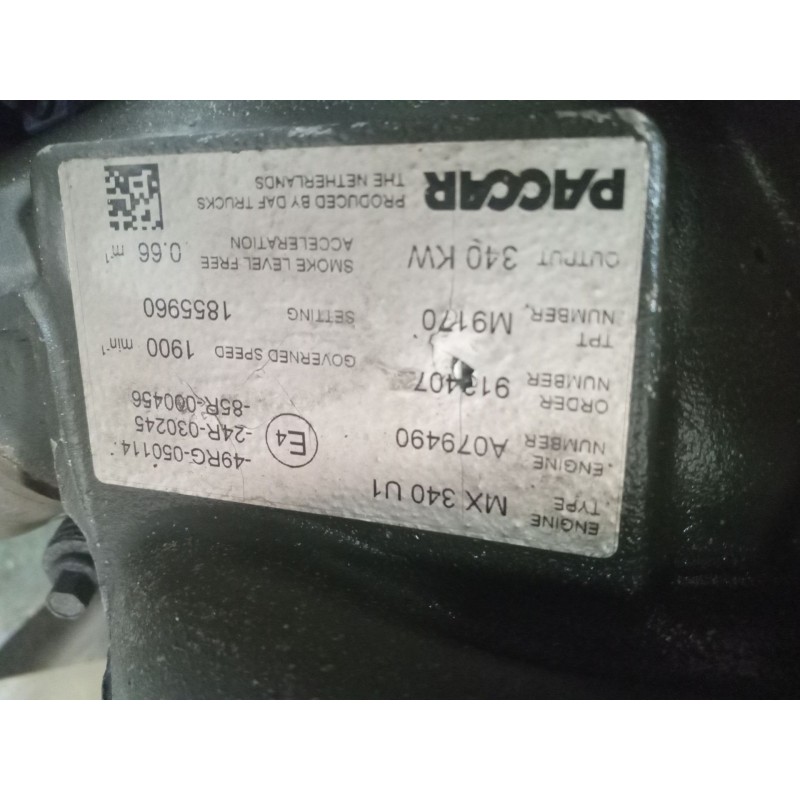 PACCAR
PRODUCED BY DAF TRUCKS
THE NETHERLANDS
OUTPUT 340 KW
SMOKE LEVEL FREE
ACCELERATION 0.66 m⁻¹
TPT
NUMBER. M9170
SETTING 1855960
ORDER
NUMBER 913407
GOVERNED SPEED 1900 min⁻¹
ENGINE
NUMBER A079490
E4
-49RG-050114
-24R-030245
-85R-000456
ENGINE
TYPE MX 340 U1